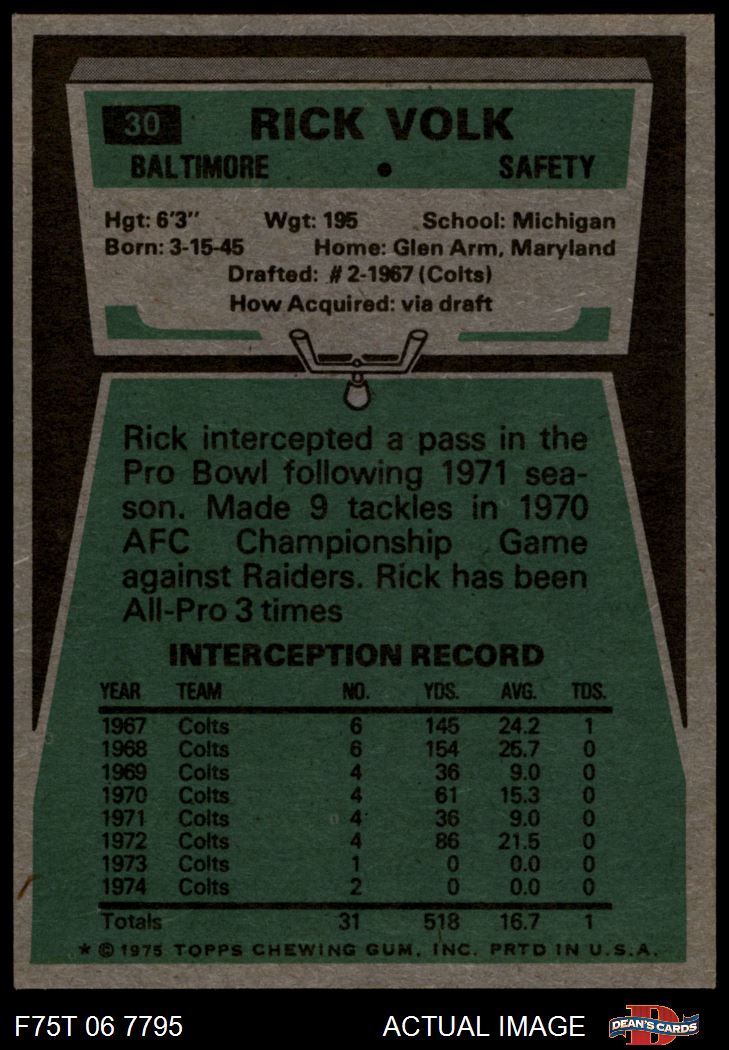 30 RICK VOLK
BALTIMORE • SAFETY
Hgt: 6'3" Wgt: 195 School: Michigan
Born: 3-15-45 Home: Glen Arm, Maryland
Drafted: #2-1967 (Colts)
How Acquired: via draft
Rick intercepted a pass in the
Pro Bowl following 1971 sea-
son. Made 9 tackles in 1970
AFC Championship Game
against Raiders. Rick has been
All-Pro 3 times
INTERCEPTION RECORD
YEAR TEAM NO. YDS. AVG. TDS.
1967 Colts 6 145 24.2 1
1968 Colts 6 154 25.7 0
1969 Colts 4 36 9.0 0
1970 Colts 4 61 15.3 0
1971 Colts 4 36 9.0 0
1972 Colts 4 86 21.5 0
1973 Colts 1 0 0.0 0
1974 Colts 2 0 0.0 0
Totals 31 518 16.7 1
* © 1975 TOPPS CHEWING GUM, INC. PRTD IN U.S.A.
F75T 06 7795 ACTUAL IMAGE D DEAN'S CARDS